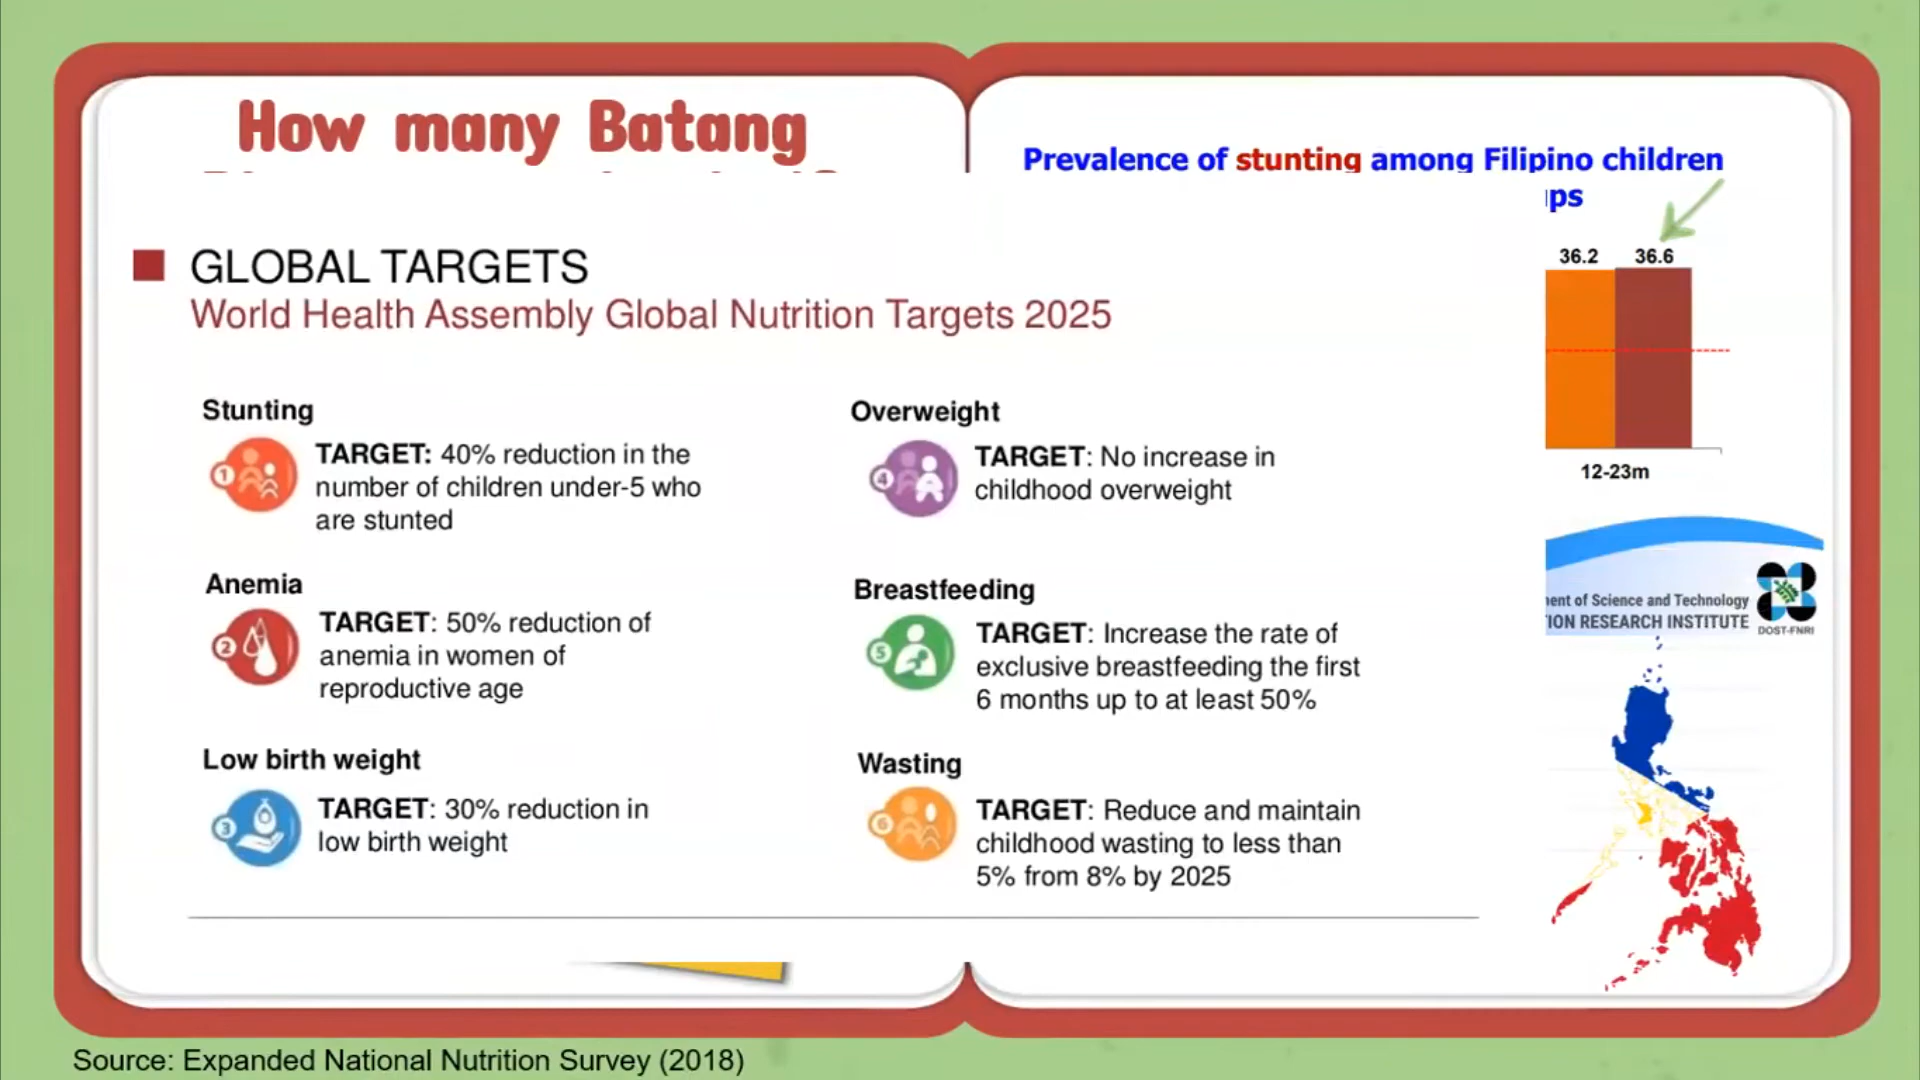 How many Batang
Prevalence of stunting among Filipino children
ps
GLOBAL TARGETS
World Health Assembly Global Nutrition Targets 2025
36.2 36.6
12-23m
Stunting
1
TARGET: 40% reduction in the
number of children under-5 who
are stunted
Anemia
2
TARGET: 50% reduction of
anemia in women of
reproductive age
Low birth weight
3
TARGET: 30% reduction in
low birth weight
Overweight
4
TARGET: No increase in
childhood overweight
Breastfeeding
5
TARGET: Increase the rate of
exclusive breastfeeding the first
6 months up to at least 50%
Wasting
6
TARGET: Reduce and maintain
childhood wasting to less than
5% from 8% by 2025
ent of Science and Technology
ION RESEARCH INSTITUTE
DOST-FNRI
Source: Expanded National Nutrition Survey (2018)